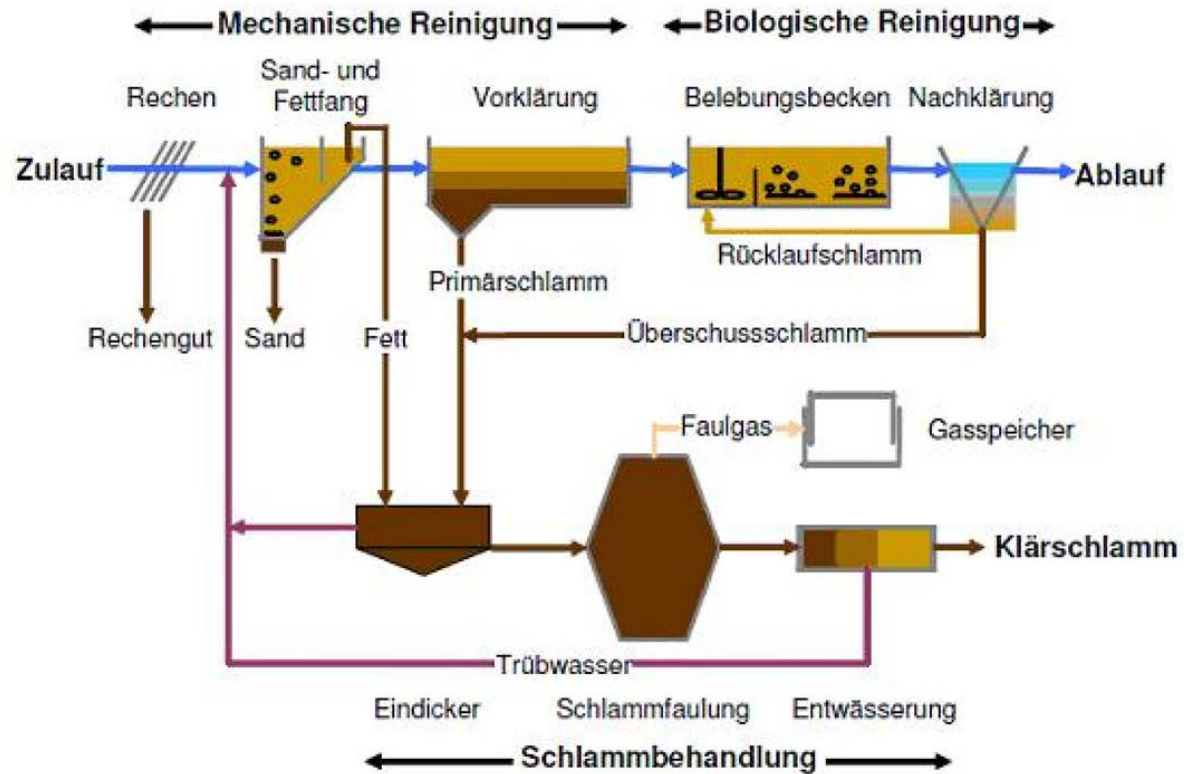 Mechanische Reinigung
Biologische Reinigung
Rechen
Sand- und
Fettfang
Vorklärung
Belebungsbecken
Nachklärung
Zulauf
Ablauf
Rücklaufschlamm
Primärschlamm
Rechengut
Sand
Fett
Überschussschlamm
Faulgas
Gasspeicher
Klärschlamm
Trübwasser
Eindicker
Schlammfaulung
Entwässerung
Schlammbehandlung